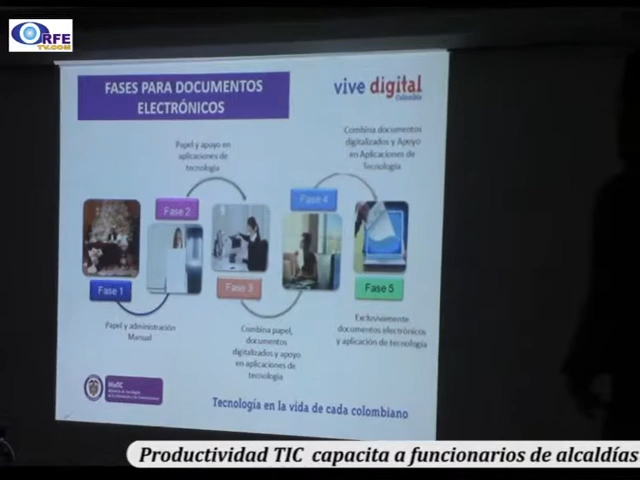 ORFE
TV.COM
FASES PARA DOCUMENTOS
ELECTRÓNICOS
vive digital
Colombia
Papel y apoyo en
aplicaciones de
tecnología
Combina documentos
digitalizados y Apoyo
en Aplicaciones de
Tecnología
Fase 2
Fase 4
Fase 1
Fase 3
Fase 5
Papel y administración
Manual
Combina papel,
documentos
digitalizados y apoyo
en aplicaciones de
tecnología
Exclusivamente
documentos electrónicos
y aplicación de tecnología
MinTIC
Tecnología en la vida de cada colombiano
Productividad TIC capacita a funcionarios de alcaldías